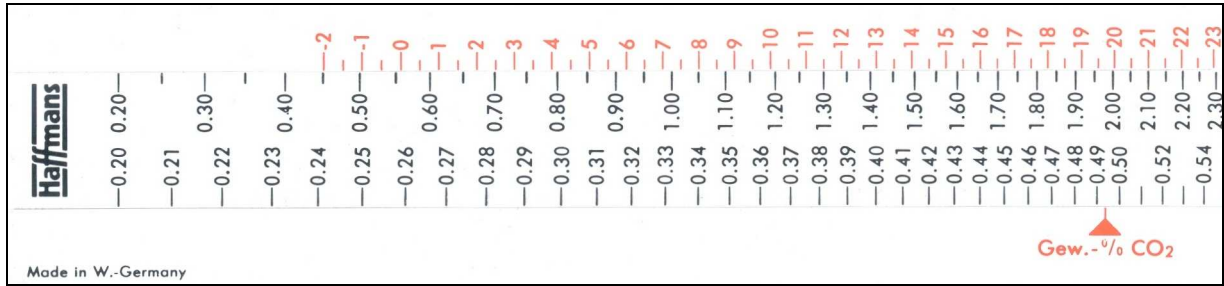 -2 -1 0 1 2 3 4 5 6 7 8 9 10 11 12 13 14 15 16 17 18 19 20 21 22 23
0.20 0.30 0.40 0.50 0.60 0.70 0.80 0.90 1.00 1.10 1.20 1.30 1.40 1.50 1.60 1.70 1.80 1.90 2.00 2.10 2.20 2.30
Haffmans
0.20 0.21 0.22 0.23 0.24 0.25 0.26 0.27 0.28 0.29 0.30 0.31 0.32 0.33 0.34 0.35 0.36 0.37 0.38 0.39 0.40 0.41 0.42 0.43 0.44 0.45 0.46 0.47 0.48 0.49 0.50 0.52 0.54
Gew.-% CO₂
Made in W.-Germany